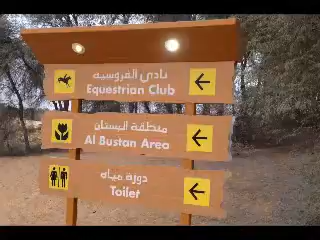 نادي الفروسية
Equestrian Club
منطقة البستان
Al Bustan Area
دورة مياه
Toilet